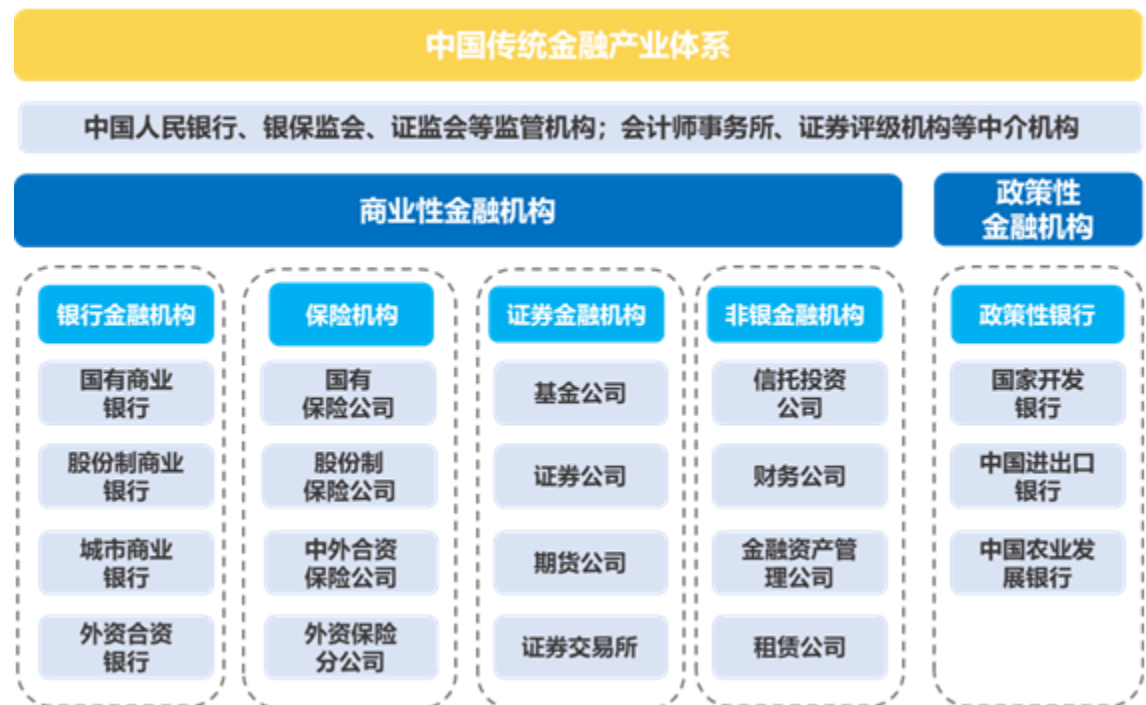 中国传统金融产业体系
中国人民银行、银保监会、证监会等监管机构；会计师事务所、证券评级机构等中介机构
商业性金融机构
政策性
金融机构
银行金融机构
国有商业
银行
股份制商业
银行
城市商业
银行
外资合资
银行
保险机构
国有
保险公司
股份制
保险公司
中外合资
保险公司
外资保险
分公司
证券金融机构
基金公司
证券公司
期货公司
证券交易所
非银金融机构
信托投资
公司
财务公司
金融资产管
理公司
租赁公司
政策性银行
国家开发
银行
中国进出口
银行
中国农业发
展银行